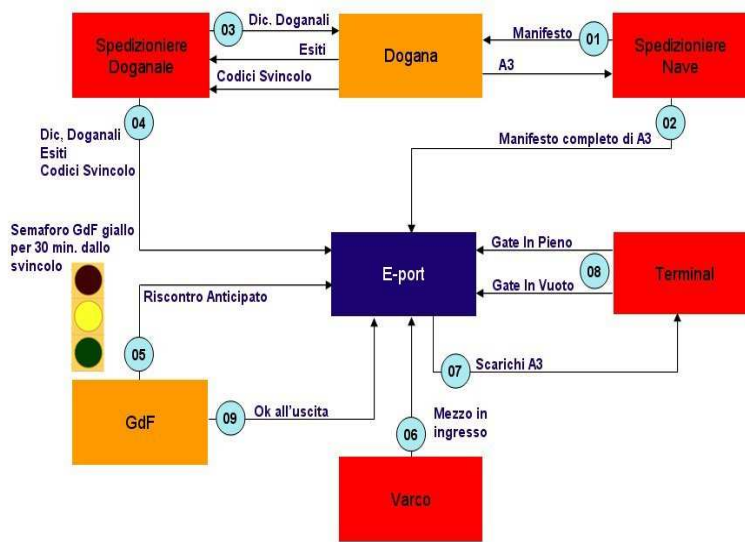 Spedizioniere
Doganale
03
Dic. Doganali
Esiti
Codici Svincolo
Dogana
Manifesto
01
A3
Spedizioniere
Nave
04
02
Dic, Doganali
Esiti
Codici Svincolo
Manifesto completo di A3
Semaforo GdF giallo
per 30 min. dallo
svincolo
E-port
Gate In Pieno
08
Gate In Vuoto
Terminal
Riscontro Anticipato
05
07
Scarichi A3
GdF
09
Ok all'uscita
06
Mezzo in
ingresso
Varco